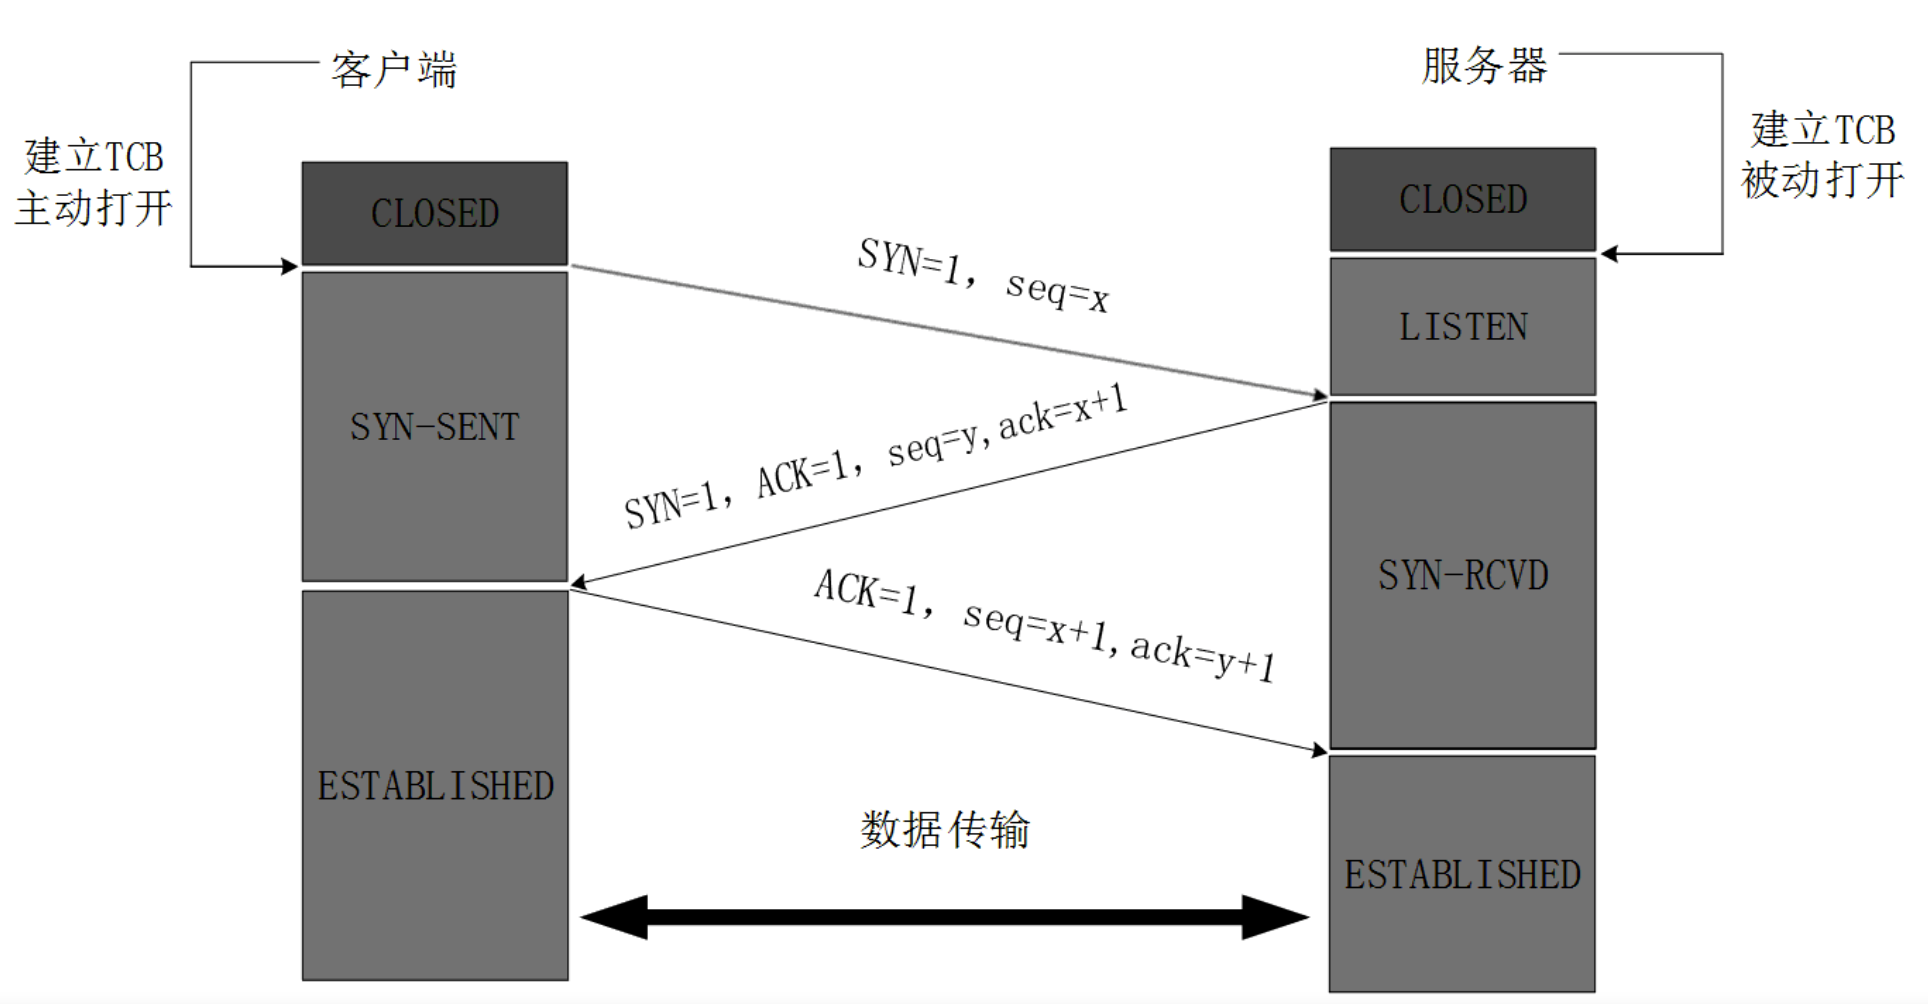 客户端
服务器
建立TCB
主动打开
建立TCB
被动打开
CLOSED
CLOSED
SYN=1, seq=x
LISTEN
SYN-SENT
SYN=1, ACK=1, seq=y,ack=x+1
SYN-RCVD
ACK=1, seq=x+1,ack=y+1
ESTABLISHED
数据传输
ESTABLISHED